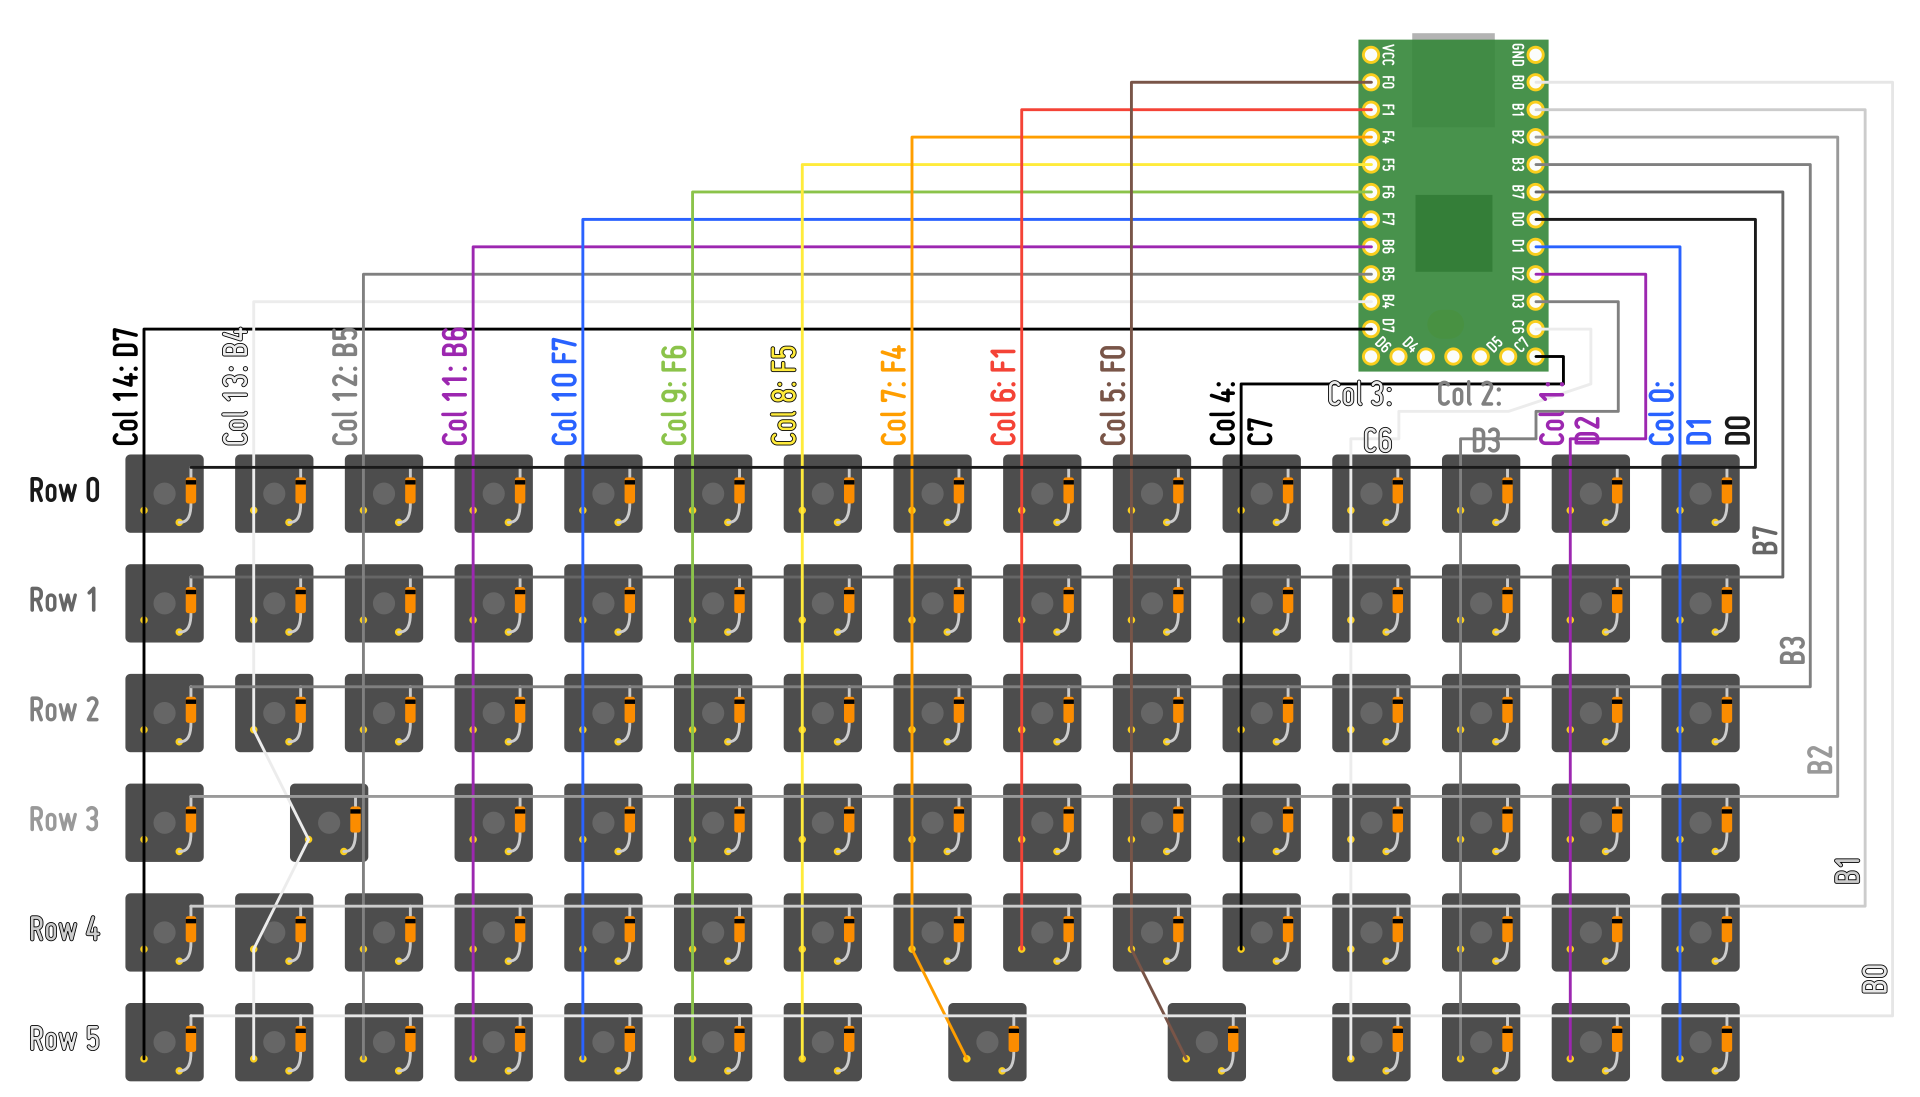 VCC
F0
F1
F4
F5
F6
F7
B6
B5
B4
D7
D6
D4
D5
C7
C6
D3
D2
D1
D0
B7
B3
B2
B1
B0
GND
Col 14: D7
Col 13: B4
Col 12: B5
Col 11: B6
Col 10 F7
Col 9: F6
Col 8: F5
Col 7: F4
Col 6: F1
Col 5: F0
Col 4:
C7
Col 3:
C6
Col 2:
D3
Col 1:
D2
Col 0:
D1
D0
Row 0
B7
Row 1
B3
Row 2
B2
Row 3
B1
Row 4
B0
Row 5